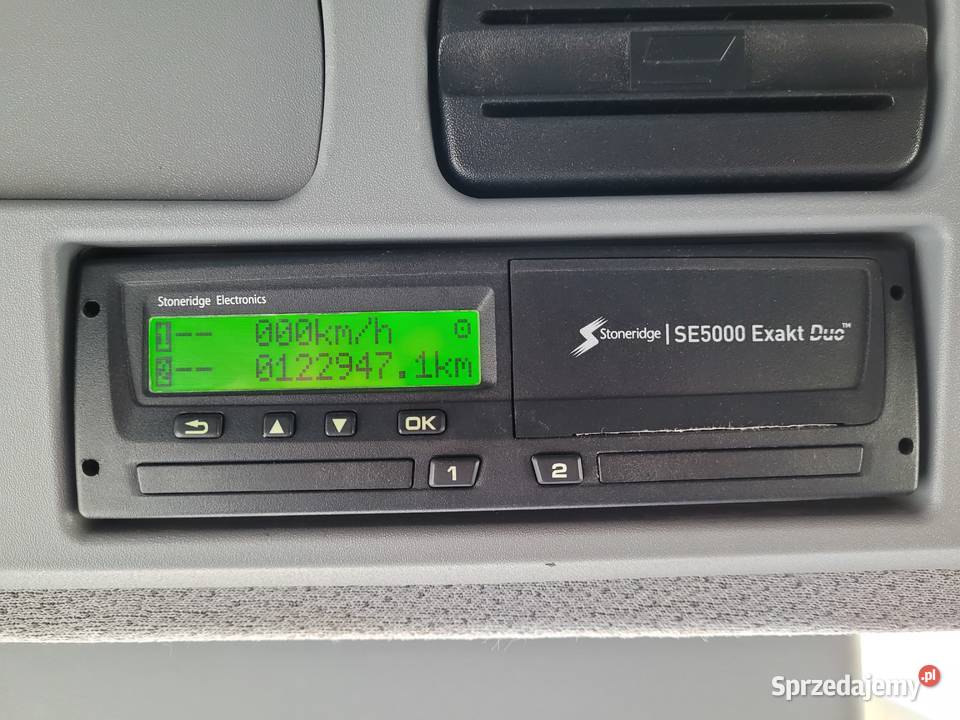 Stoneridge Electronics
1-- 000km/h
2-- 0122947.1km
Stoneridge | SE5000 Exakt Duo™
OK
1
2
Sprzedajemy.pl